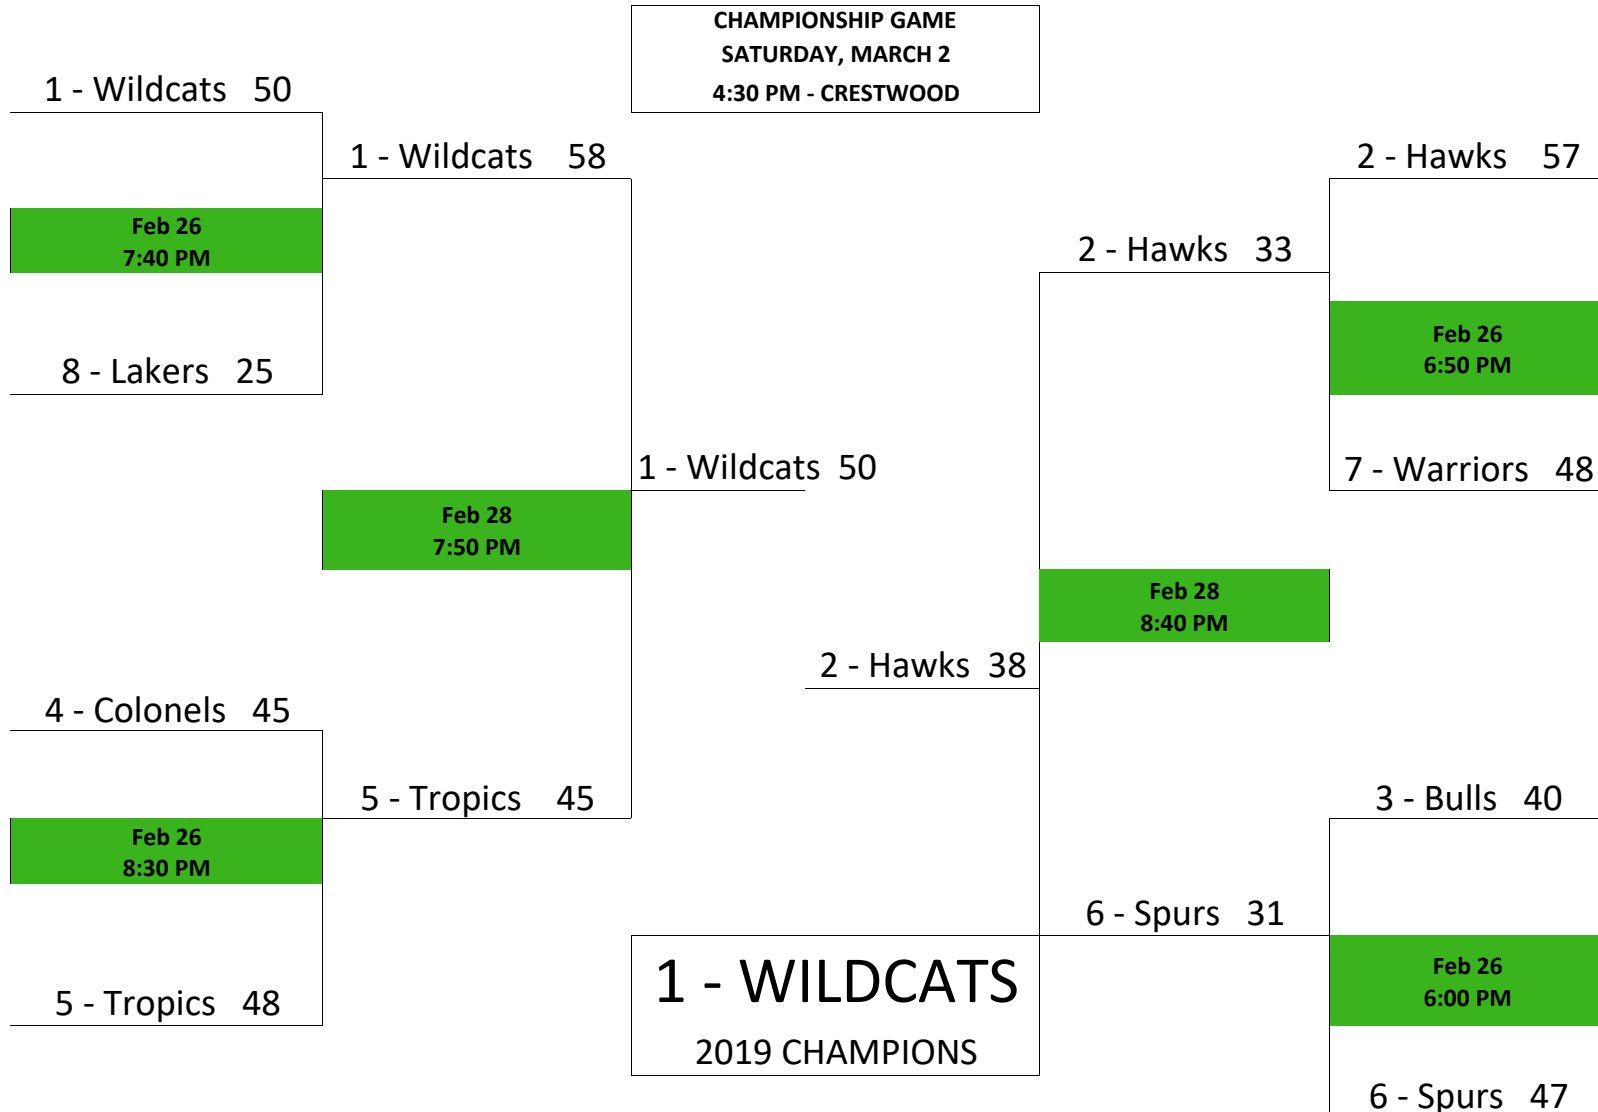 CHAMPIONSHIP GAME
SATURDAY, MARCH 2
4:30 PM - CRESTWOOD
1 - Wildcats 50
1 - Wildcats 58
Feb 26
7:40 PM
8 - Lakers 25
1 - Wildcats 50
Feb 28
7:50 PM
4 - Colonels 45
5 - Tropics 45
Feb 26
8:30 PM
5 - Tropics 48
2 - Hawks 57
2 - Hawks 33
Feb 26
6:50 PM
7 - Warriors 48
Feb 28
8:40 PM
2 - Hawks 38
3 - Bulls 40
6 - Spurs 31
Feb 26
6:00 PM
6 - Spurs 47
1 - WILDCATS
2019 CHAMPIONS